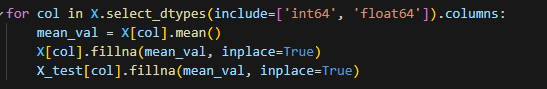 for col in X.select_dtypes(include=['int64', 'float64']).columns:
    mean_val = X[col].mean()
    X[col].fillna(mean_val, inplace=True)
    X_test[col].fillna(mean_val, inplace=True)